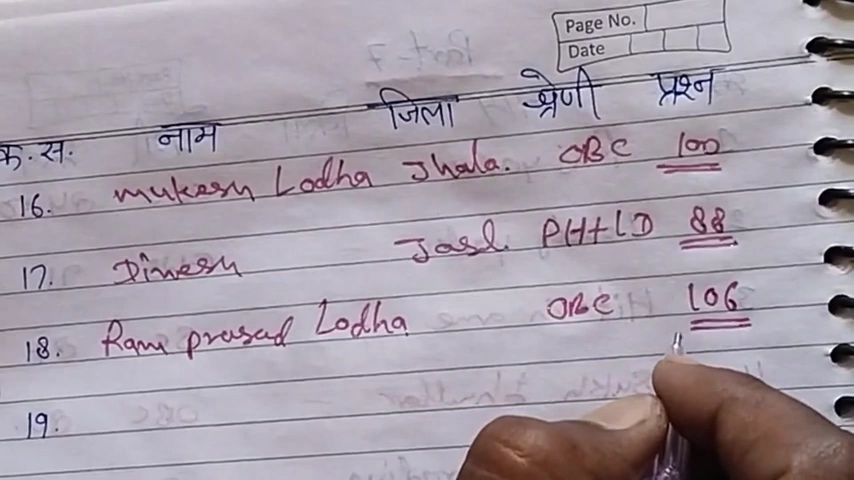 Page No.
Date
क्र.स. नाम जिला श्रेणी प्रश्न
16. Mukesh Lodha Jhala. OBC 100
17. Dinesh Jasl. PH+LD 88
18. Ram prasad Lodha OBC 106
19.